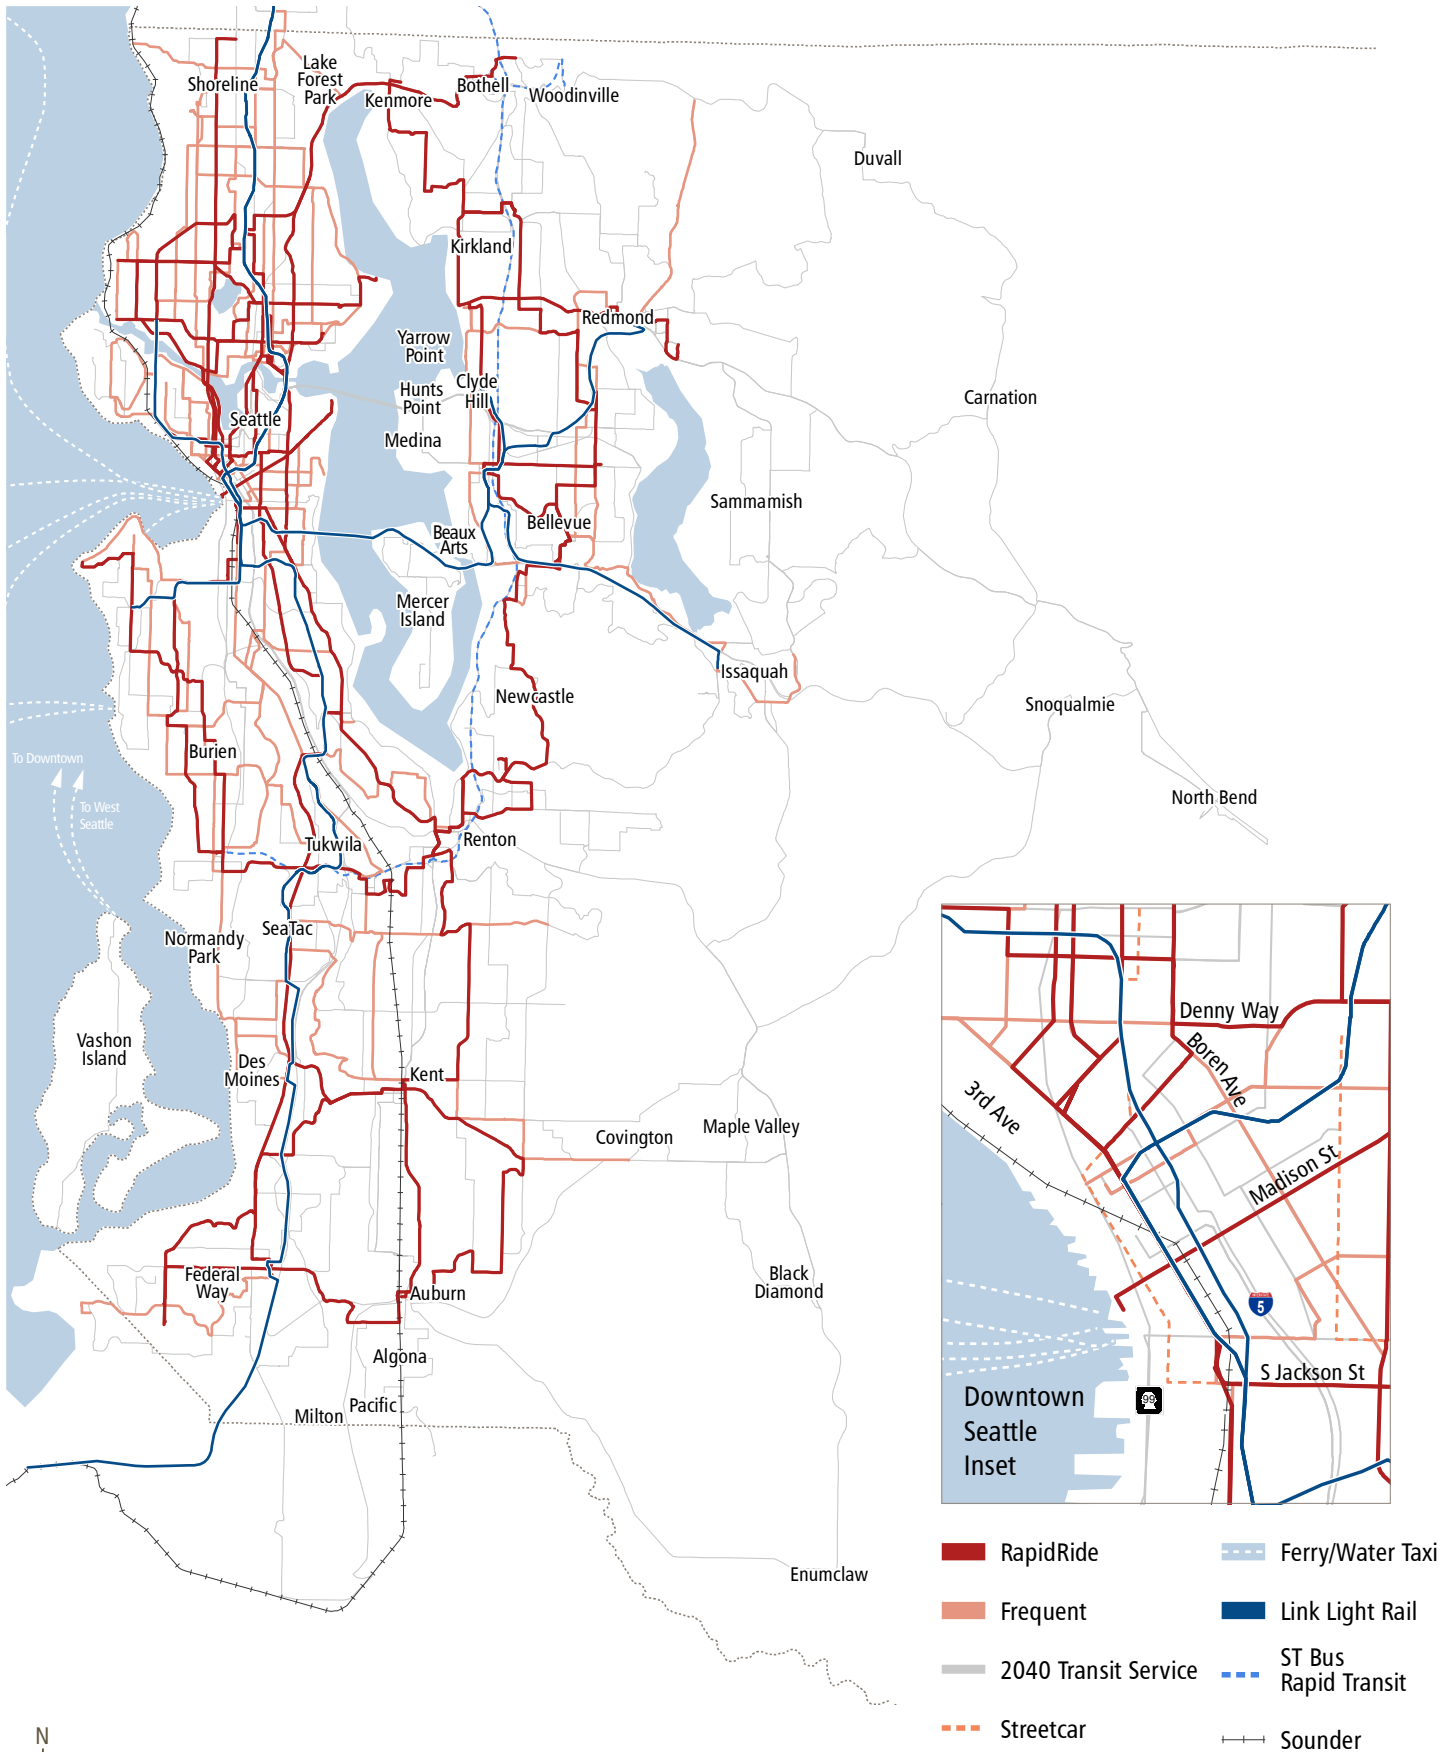 Shoreline
Lake
Forest
Park
Kenmore
Bothell
Woodinville
Duvall
Kirkland
Redmond
Yarrow
Point
Hunts
Point
Clyde
Hill
Medina
Seattle
Carnation
Sammamish
Bellevue
Beaux
Arts
Mercer
Island
Issaquah
Newcastle
Snoqualmie
Burien
To Downtown
To West
Seattle
North Bend
Tukwila
Renton
SeaTac
Normandy
Park
Vashon
Island
Des
Moines
Kent
Covington
Maple Valley
Federal
Way
Auburn
Black
Diamond
Algona
Pacific
Milton
Enumclaw
Denny Way
Boren Ave
3rd Ave
Madison St
5
S Jackson St
99
Downtown
Seattle
Inset
RapidRide
Frequent
2040 Transit Service
Streetcar
Ferry/Water Taxi
Link Light Rail
ST Bus
Rapid Transit
Sounder
N